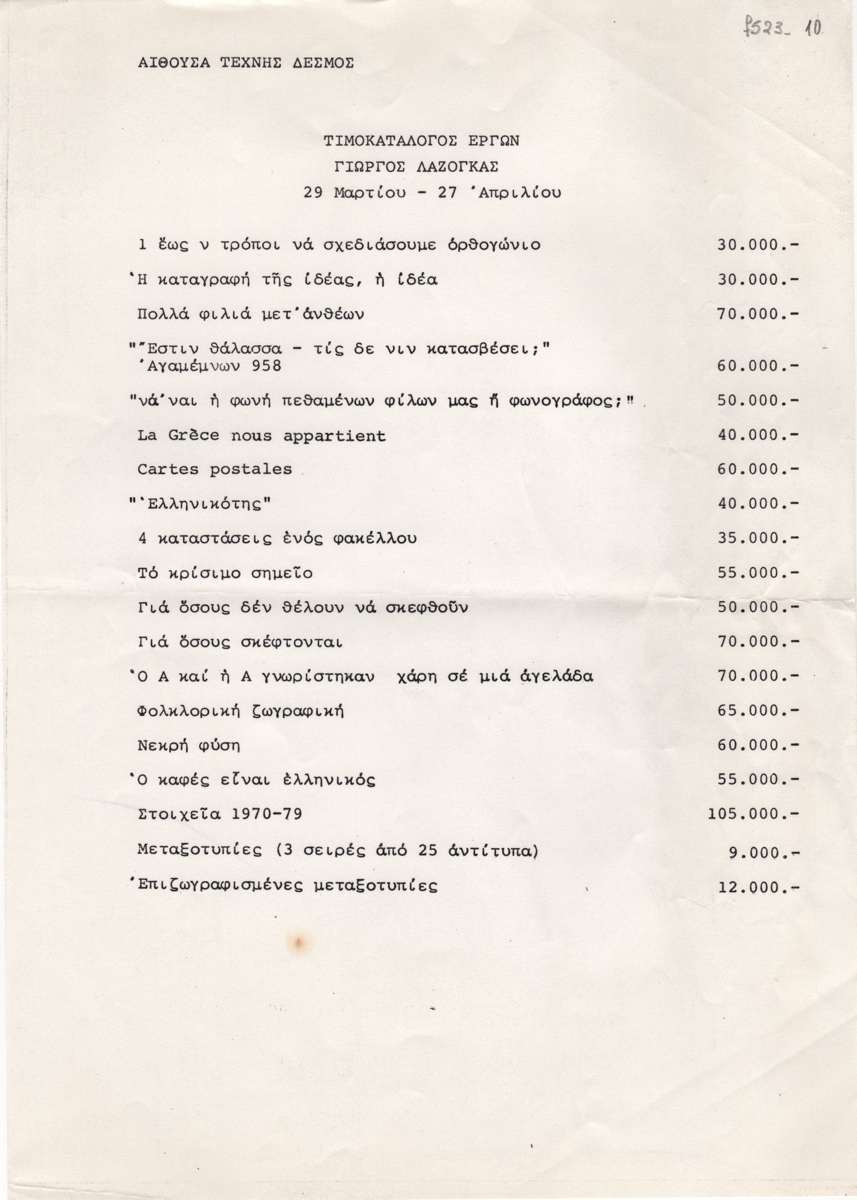 f523- 10
ΑΙΘΟΥΣΑ ΤΕΧΝΗΣ ΔΕΣΜΟΣ
ΤΙΜΟΚΑΤΑΛΟΓΟΣ ΕΡΓΩΝ
ΓΙΩΡΓΟΣ ΛΑΖΟΓΚΑΣ
29 Μαρτίου - 27 Ἀπριλίου
1 ἕως ν τρόποι νά σχεδιάσουμε ὀρθογώνιο 30.000.-
Ἡ καταγραφή τῆς ἰδέας, ἡ ἰδέα 30.000.-
Πολλά φιλιά μετ'ἀνθέων 70.000.-
"Ἔστιν θάλασσα - τίς δε νιν κατασβέσει;"
Ἀγαμέμνων 958 60.000.-
"νά'ναι ἡ φωνή πεθαμένων φίλων μας ἤ φωνογράφος;" 50.000.-
La Grèce nous appartient 40.000.-
Cartes postales 60.000.-
"Ἑλληνικότης" 40.000.-
4 καταστάσεις ἑνός φακέλλου 35.000.-
Τό κρίσιμο σημεῖο 55.000.-
Γιά ὅσους δέν θέλουν νά σκεφθοῦν 50.000.-
Γιά ὅσους σκέφτονται 70.000.-
Ὁ Α καί ἡ Α γνωρίστηκαν χάρη σέ μιά ἀγελάδα 70.000.-
Φολκλορική ζωγραφική 65.000.-
Νεκρή φύση 60.000.-
Ὁ καφές εἶναι ἑλληνικός 55.000.-
Στοιχεῖα 1970-79 105.000.-
Μεταξοτυπίες (3 σειρές ἀπό 25 ἀντίτυπα) 9.000.-
Ἐπιζωγραφισμένες μεταξοτυπίες 12.000.-